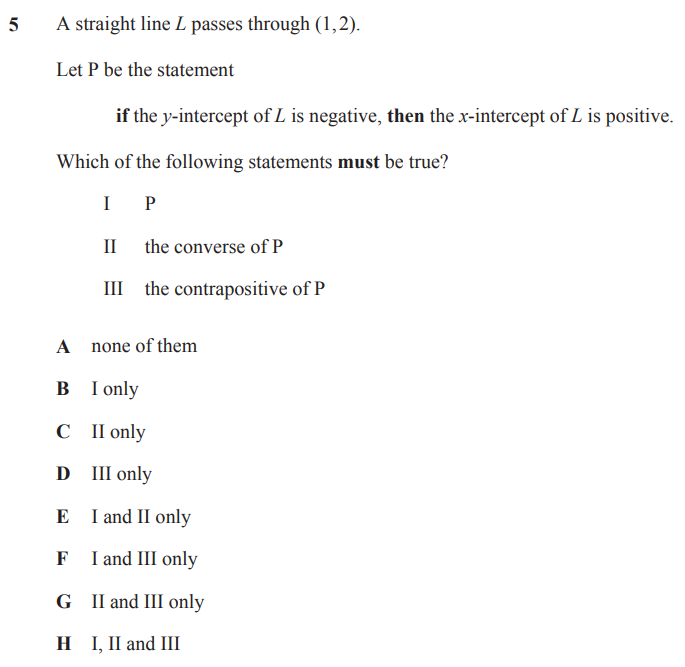 5 A straight line L passes through (1,2).
Let P be the statement
if the y-intercept of L is negative, then the x-intercept of L is positive.
Which of the following statements must be true?
I P
II the converse of P
III the contrapositive of P
A none of them
B I only
C II only
D III only
E I and II only
F I and III only
G II and III only
H I, II and III